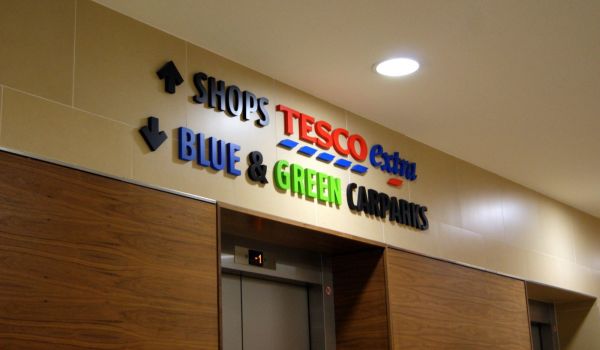 SHOPS TESCO extra
BLUE & GREEN CARPARKS
-1